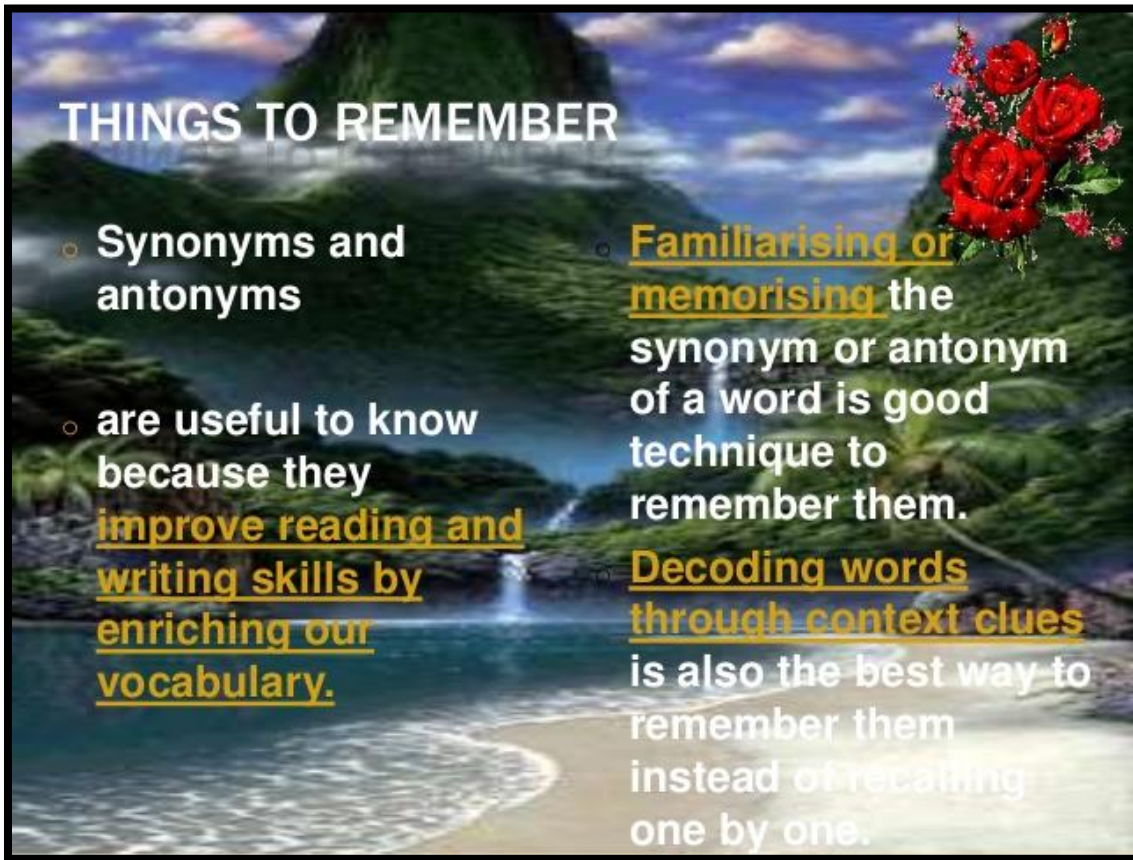 THINGS TO REMEMBER
Synonyms and
antonyms
are useful to know
because they
improve reading and
writing skills by
enriching our
vocabulary.
Familiarising or
memorising the
synonym or antonym
of a word is good
technique to
remember them.
Decoding words
through context clues
is also the best way to
remember them
instead of recalling
one by one.